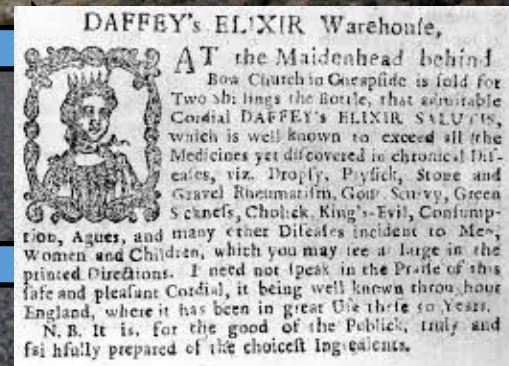 DAFFEY's ELIXIR Warehouſe,
AT the Maidenhead behind
Bow Church in Cheapſide is ſold for
Two Shillings the Bottle, that admirable
Cordial DAFFEY's ELIXIR SALUTIS,
which is well known to exceed all the
Medicines yet diſcovered in chronical Diſ-
eaſes, viz. Dropſy, Ptyſick, Stone and
Gravel Rheumatiſm, Gout, Scurvy, Green
Sickneſs, Cholick, King's-Evil, Conſump-
tion, Agues, and many other Diſeaſes incident to Men,
Women and Children, which you may ſee at large in the
printed Directions. I need not ſpeak in the Praiſe of this
ſafe and pleaſant Cordial, it being well known throughout
England, where it has been in great Uſe theſe 50 Years.
N. B. It is, for the good of the Publick, truly and
faithfully prepared of the choiceſt Ingredients.